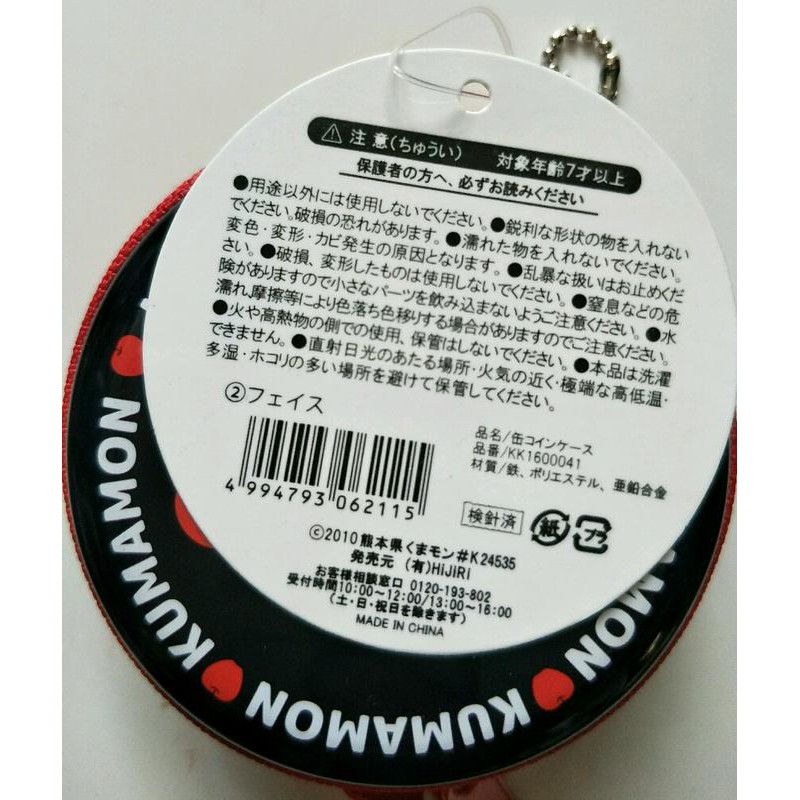 ⚠ 注意(ちゅうい) 対象年齢7才以上
保護者の方へ、必ずお読みください
●用途以外には使用しないでください。●鋭利な形状の物を入れない
でください。破損の恐れがあります。●濡れた物を入れないでください。
変色・変形・カビ発生の原因となります。●乱暴な扱いはお止めくだ
さい。●破損、変形したものは使用しないでください。●窒息などの危
険がありますので小さなパーツを飲み込まないようご注意ください。●水
濡れ、摩擦等により色落ち色移りする場合がありますのでご注意ください。
●火や高熱物の側での使用、保管はしないでください。●本品は洗濯
できません。●直射日光のあたる場所・火気の近く・極端な高低温・
多湿・ホコリの多い場所を避けて保管してください。
②フェイス
4 994793 062115
品名/缶コインケース
品番/KK1600041
材質/鉄、ポリエステル、亜鉛合金
検針済
紙
プラ
©2010熊本県くまモン#K24535
発売元 (有)HiJiRi
お客様相談窓口 0120-193-802
受付時間10:00~12:00/13:00~16:00
(土・日・祝日を除きます)
MADE IN CHINA
KUMAMON
KUMAMON
KUMAMON
KUMAMON
AMON